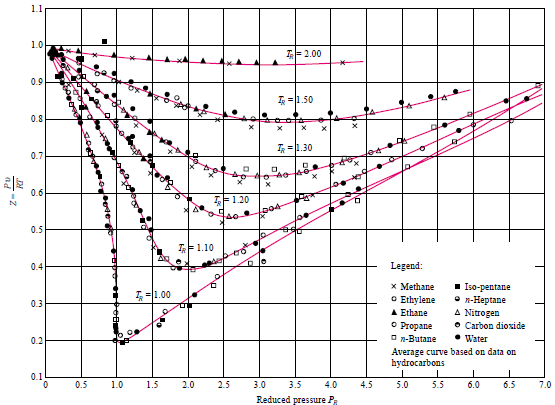 1.1
1.0
0.9
0.8
0.7
0.6
0.5
0.4
0.3
0.2
0.1
Z = Pv/RT
T_R = 2.00
T_R = 1.50
T_R = 1.30
T_R = 1.20
T_R = 1.10
T_R = 1.00
Legend:
× Methane
○ Ethylene
▲ Ethane
○ Propane
□ n-Butane
■ Iso-pentane
n-Heptane
△ Nitrogen
Carbon dioxide
● Water
Average curve based on data on
hydrocarbons
0 0.5 1.0 1.5 2.0 2.5 3.0 3.5 4.0 4.5 5.0 5.5 6.0 6.5 7.0
Reduced pressure P_R